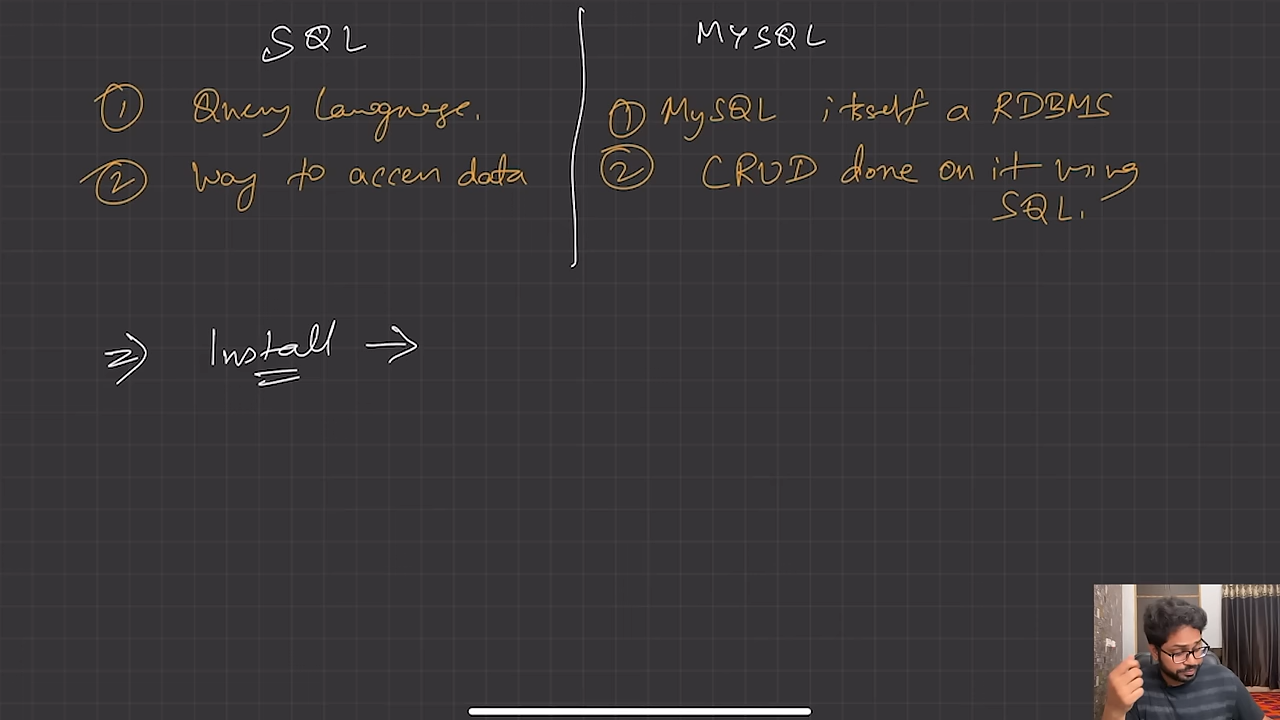 SQL
① Query Language.
② Way to access data
MYSQL
① MySQL itself a RDBMS
② CRUD done on it using
SQL.
⇒ Install →